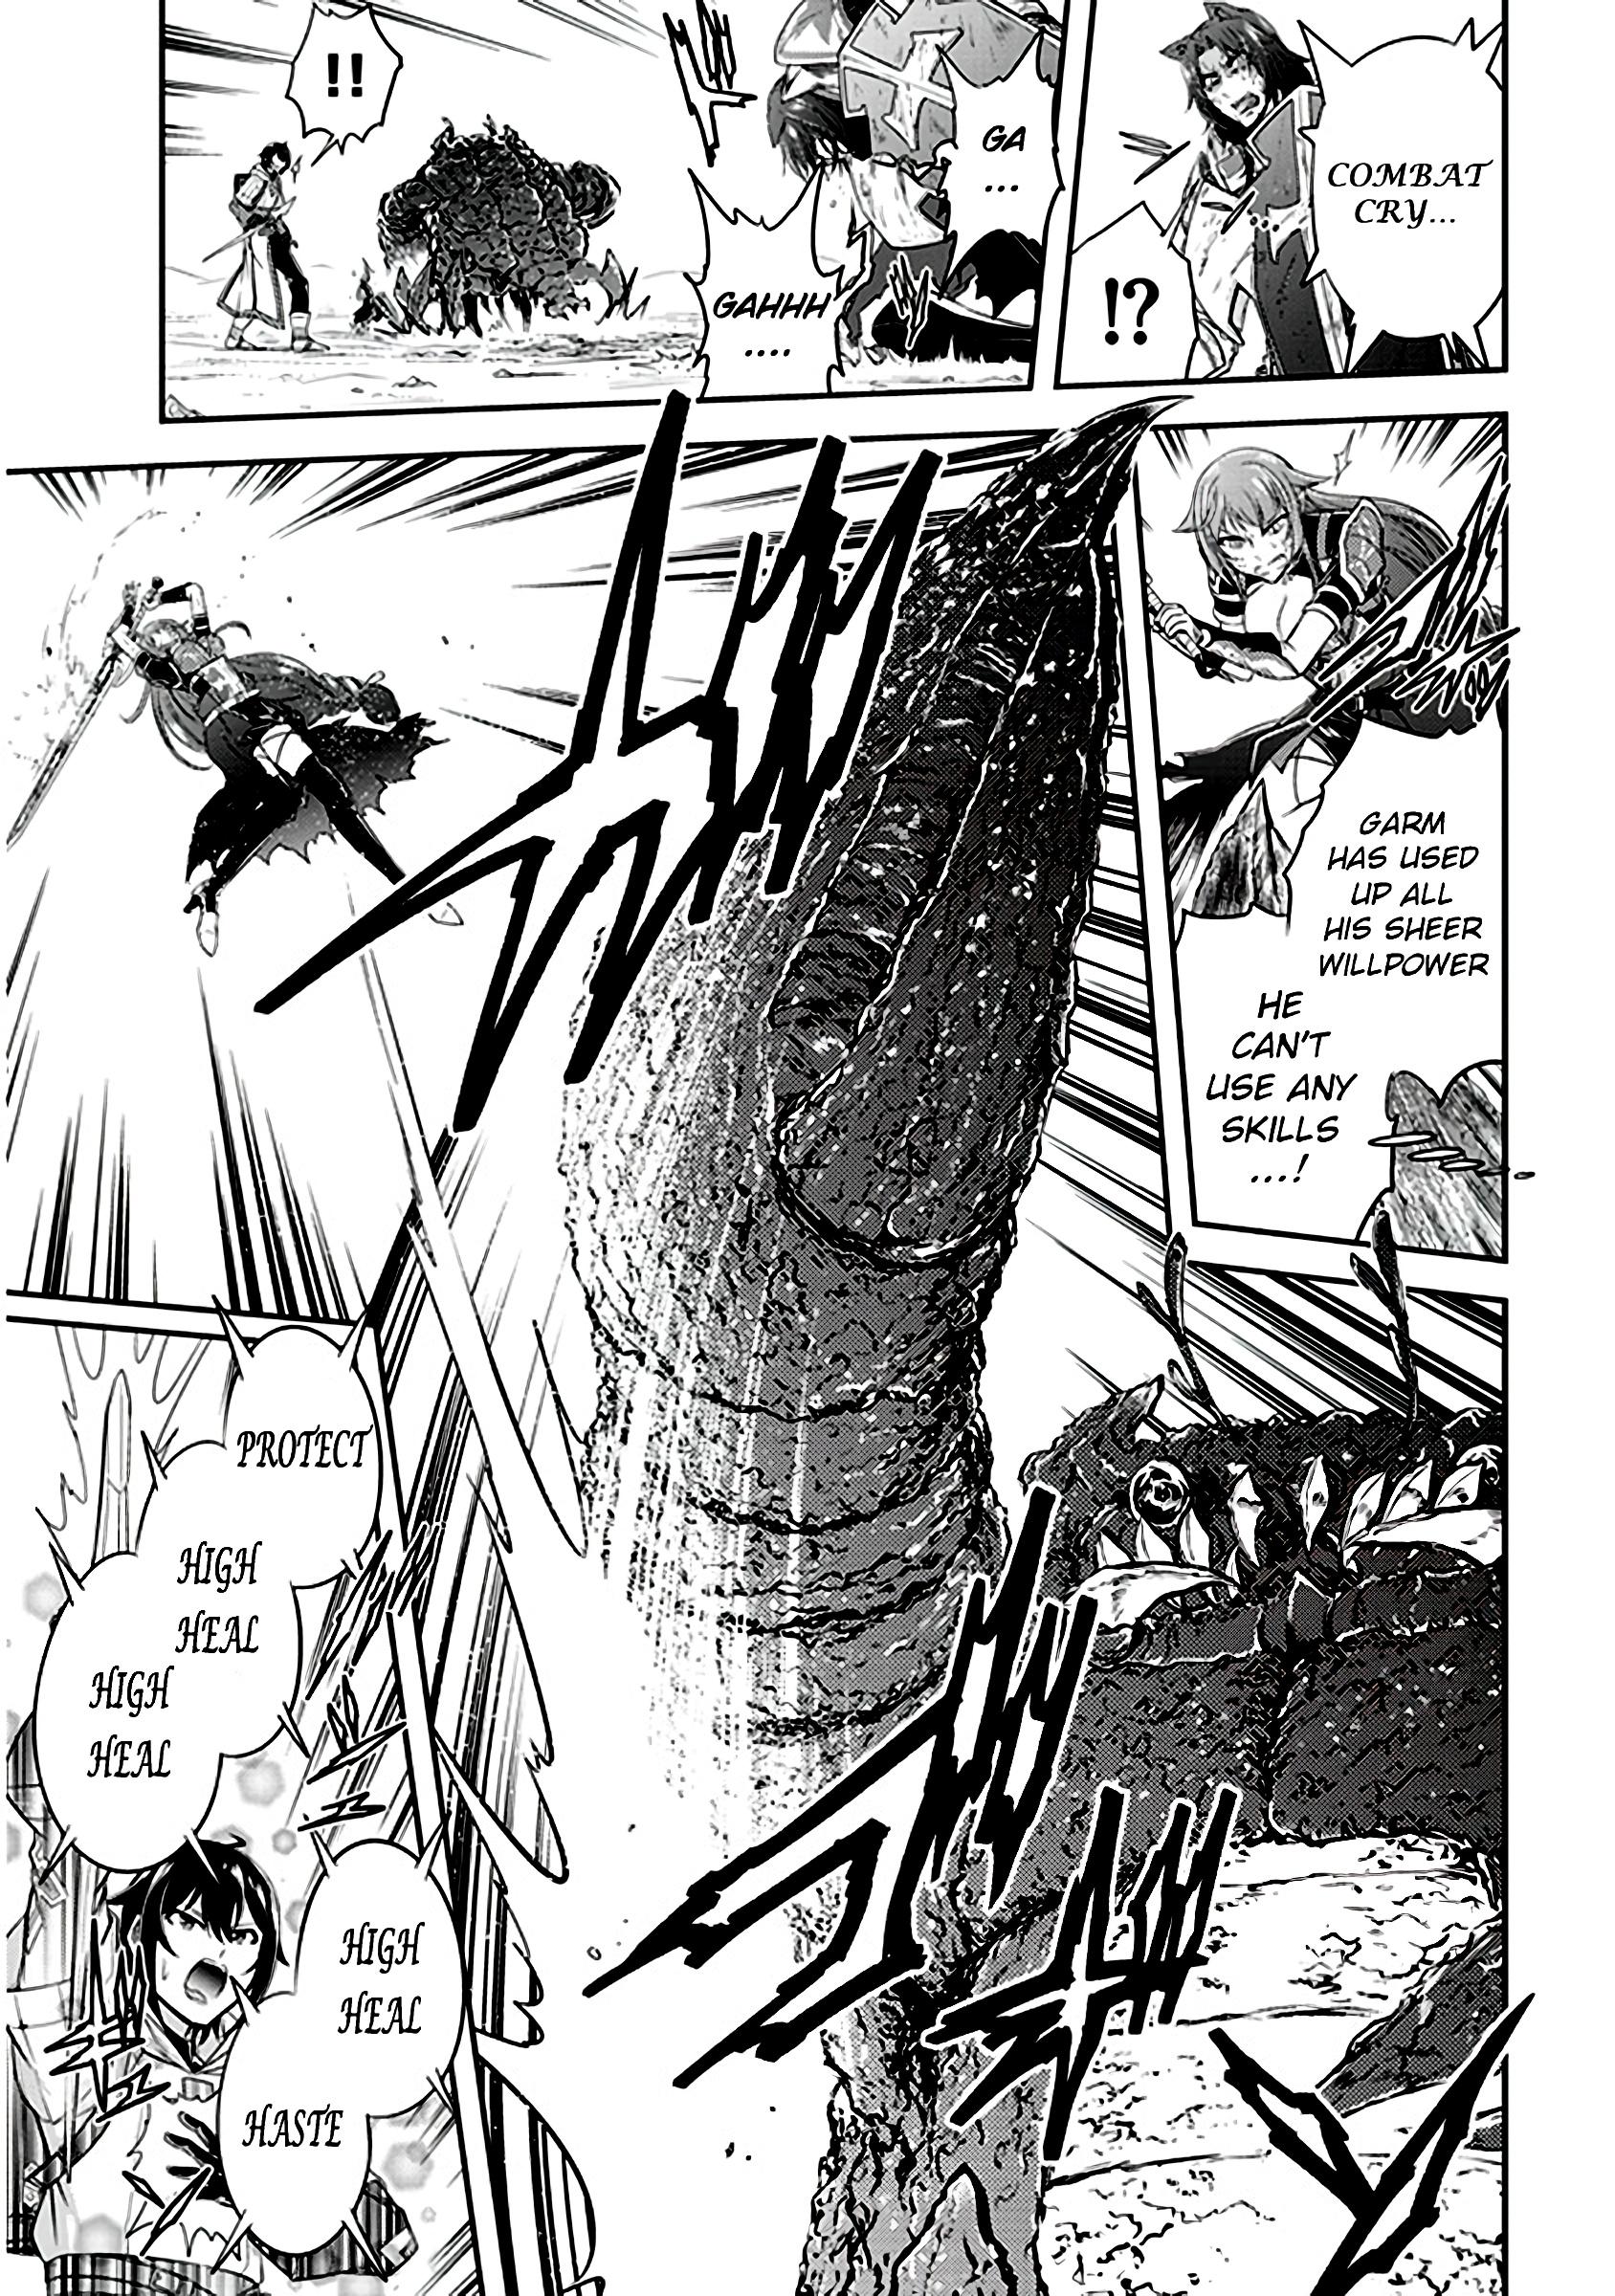 COMBAT
CRY...
!?
GA
...
GAHHH
....
!!
GARM
HAS USED
UP ALL
HIS SHEER
WILLPOWER
HE
CAN'T
USE ANY
SKILLS
...!
PROTECT
HIGH
HEAL
HIGH
HEAL
HIGH
HEAL
HASTE